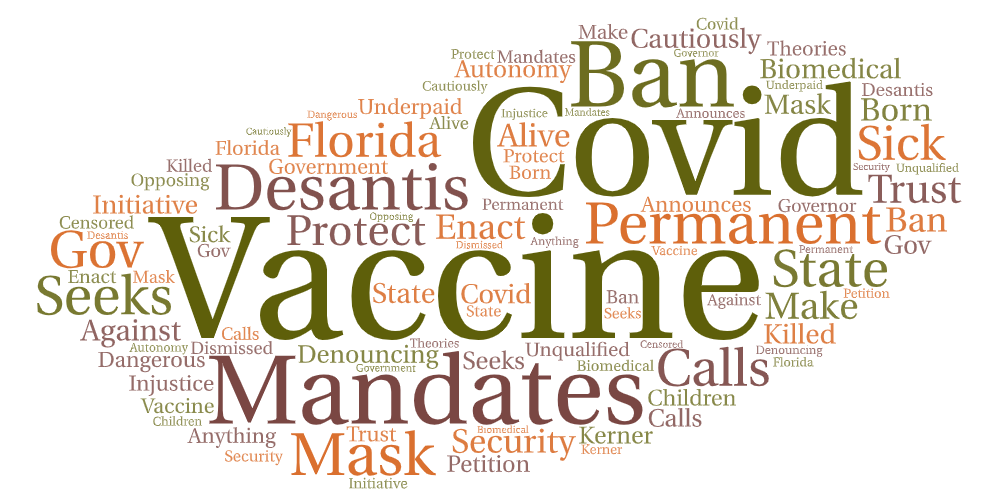 Covid
Make
Cautiously
Theories
Protect
Mandates
Governor
Ban
Autonomy
Biomedical
Cautiously
Underpaid
Desantis
Covid
Underpaid
Mask
Born
Dangerous
Injustice
Mandates
Announces
Alive
Cautiously
Florida
Alive
Sick
Florida
Protect
Killed
Government
Security
Unqualified
Born
Opposing
Desantis
Trust
Initiative
Permanent
Announces
Governor
Censored
Opposing
Protect
Enact
Permanent
Ban
Desantis
Sick
Gov
Gov
Dismissed
Anything
Vaccine
Permanent
Gov
Enact
Mask
Vaccine
State
Seeks
State
Covid
Ban
Against
Petition
State
Seeks
Make
Against
Calls
Killed
Autonomy
Dismissed
Theories
Unqualified
Censored
Denouncing
Dangerous
Denouncing
Seeks
Biomedical
Calls
Florida
Government
Injustice
Mandates
Children
Vaccine
Children
Calls
Anything
Trust
Biomedical
Security
Kerner
Mask
Kerner
Security
Petition
Initiative